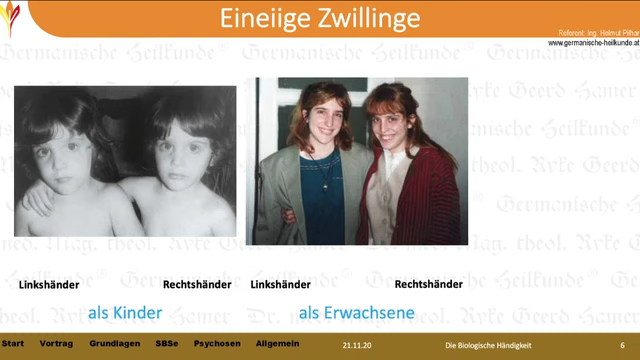 Eineiige Zwillinge
Referent: Ing. Helmut Pilhar
www.germanische-heilkunde.at
Linkshänder Rechtshänder Linkshänder Rechtshänder
als Kinder als Erwachsene
Start Vortrag Grundlagen SBSe Psychosen Allgemein 21.11.20 Die Biologische Händigkeit 6